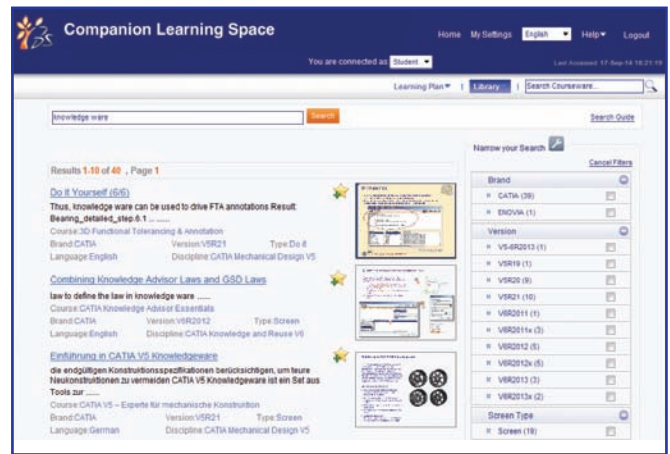 Companion Learning Space
Home My Settings English Help Logout
You are connected as: Student Last Accessed: 17-Sep-14 18:21:19
Learning Plan | Library | Search Courseware...
knowledge ware Search Search Guide
Narrow your Search
Cancel Filters
Results 1-10 of 40 , Page 1
Do It Yourself (6/6)
Thus, knowledge ware can be used to drive FTA annotations Result:
Bearing_detailed_step.6.1 ... ......
Course:3D Functional Tolerancing & Annotation
Brand:CATIA Version:V5R21 Type:Do it
Language:English Discipline:CATIA Mechanical Design V5
Combining Knowledge Advisor Laws and GSD Laws
law to define the law in knowledge ware ......
Course:CATIA Knowledge Advisor Essentials
Brand:CATIA Version:V6R2012 Type:Screen
Language:English Discipline:CATIA Knowledge and Reuse V6
Einführung in CATIA V5 Knowledgeware
die endgültigen Konstruktionsspezifikationen berücksichtigen, um teure
Neukonstruktionen zu vermeiden CATIA V5 Knowledgeware ist ein Set aus
Tools zur ......
Course:CATIA V5 – Experte für mechanische Konstruktion
Brand:CATIA Version:V5R21 Type:Screen
Language:German Discipline:CATIA Mechanical Design V5
Brand
CATIA (39)
ENOVIA (1)
Version
V5-6R2013 (1)
V5R19 (1)
V5R20 (9)
V5R21 (10)
V6R2011 (1)
V6R2011x (3)
V6R2012 (5)
V6R2012x (5)
V6R2013 (3)
V6R2013x (2)
Screen Type
Screen (19)